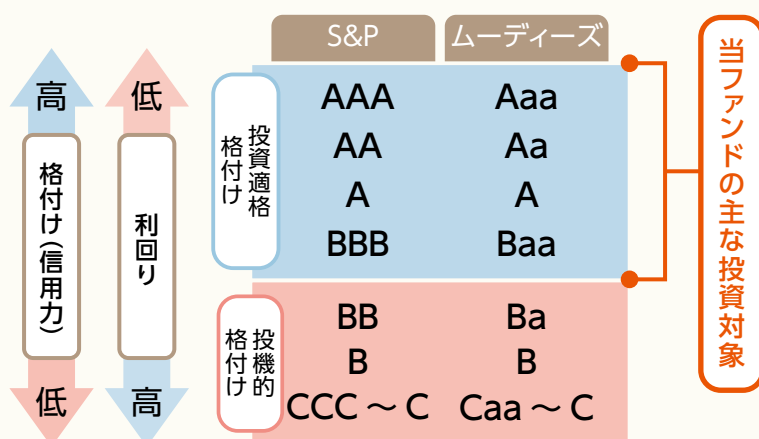 S&P ムーディーズ
高
格付け(信用力)
低
低
利回り
高
投資適格
格付け
AAA Aaa
AA Aa
A A
BBB Baa
投機的
格付け
BB Ba
B B
CCC ~ C Caa ~ C
当ファンドの主な投資対象